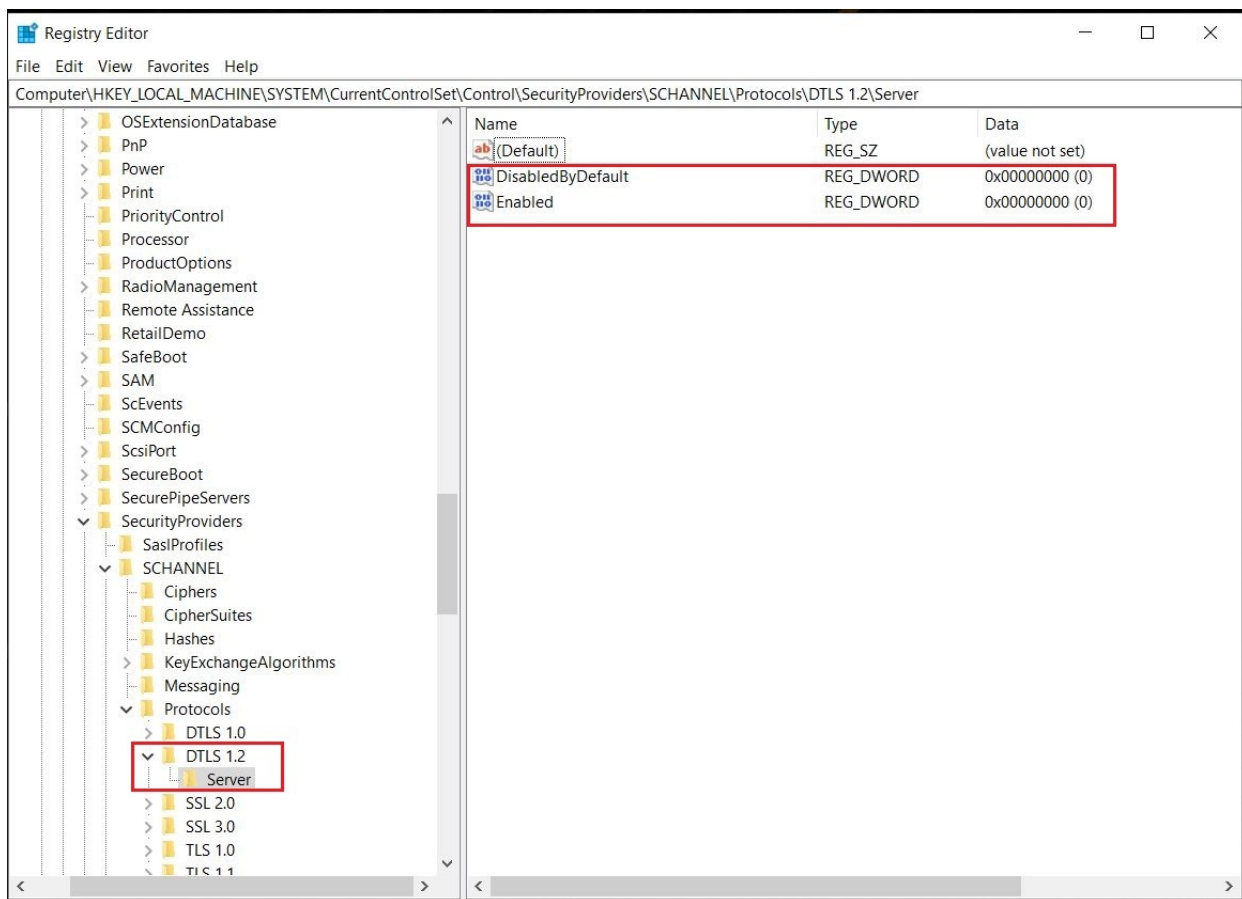 Registry Editor
File Edit View Favorites Help
Computer\HKEY_LOCAL_MACHINE\SYSTEM\CurrentControlSet\Control\SecurityProviders\SCHANNEL\Protocols\DTLS 1.2\Server
OSExtensionDatabase
PnP
Power
Print
PriorityControl
Processor
ProductOptions
RadioManagement
Remote Assistance
RetailDemo
SafeBoot
SAM
ScEvents
SCMConfig
ScsiPort
SecureBoot
SecurePipeServers
SecurityProviders
SaslProfiles
SCHANNEL
Ciphers
CipherSuites
Hashes
KeyExchangeAlgorithms
Messaging
Protocols
DTLS 1.0
DTLS 1.2
Server
SSL 2.0
SSL 3.0
TLS 1.0
TLS 1.1
Name Type Data
ab (Default) REG_SZ (value not set)
DisabledByDefault REG_DWORD 0x00000000 (0)
Enabled REG_DWORD 0x00000000 (0)